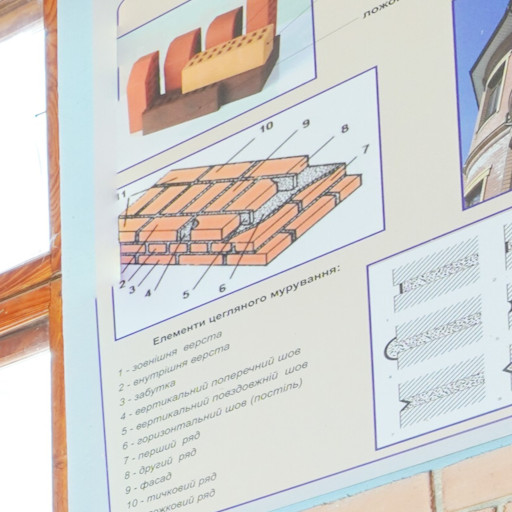 ложо
10
9
8
7
1
2
3
4
5
6
Елементи цегляного мурування:
1 - зовнішня верста
2 - внутрішня верста
3 - забутка
4 - вертикальний поперечний шов
5 - вертикальний повздовжній шов
6 - горизонтальний шов (постіль)
7 - перший ряд
8 - другий ряд
9 - фасад
10 - тичковий ряд
ложковий ряд